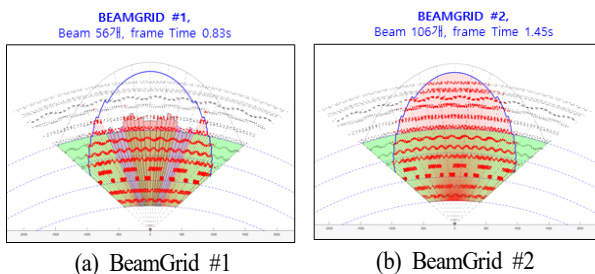 BEAMGRID #1,
Beam 56개, frame Time 0.83s
BEAMGRID #2,
Beam 106개, frame Time 1.45s
(a) BeamGrid #1
(b) BeamGrid #2